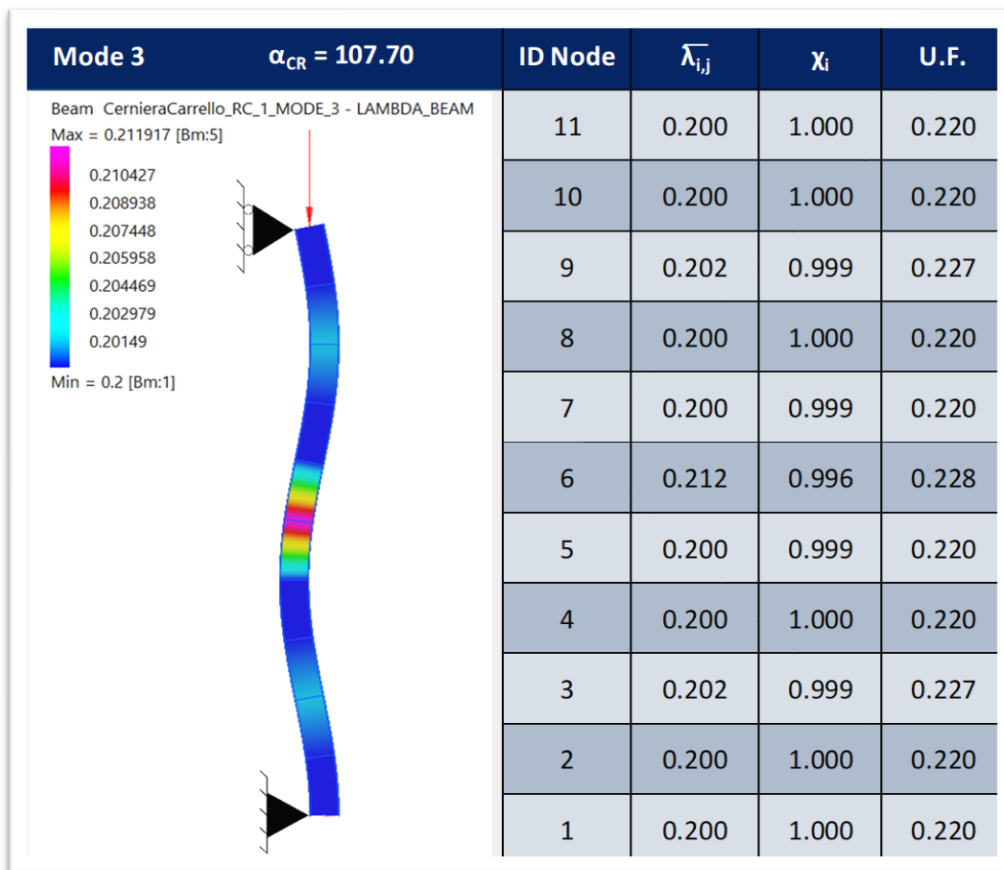 Mode 3 α_CR = 107.70
Beam CernieraCarrello_RC_1_MODE_3 - LAMBDA_BEAM
Max = 0.211917 [Bm:5]
0.210427
0.208938
0.207448
0.205958
0.204469
0.202979
0.20149
Min = 0.2 [Bm:1]
ID Node λ̅i,j χi U.F.
11 0.200 1.000 0.220
10 0.200 1.000 0.220
9 0.202 0.999 0.227
8 0.200 1.000 0.220
7 0.200 0.999 0.220
6 0.212 0.996 0.228
5 0.200 0.999 0.220
4 0.200 1.000 0.220
3 0.202 0.999 0.227
2 0.200 1.000 0.220
1 0.200 1.000 0.220